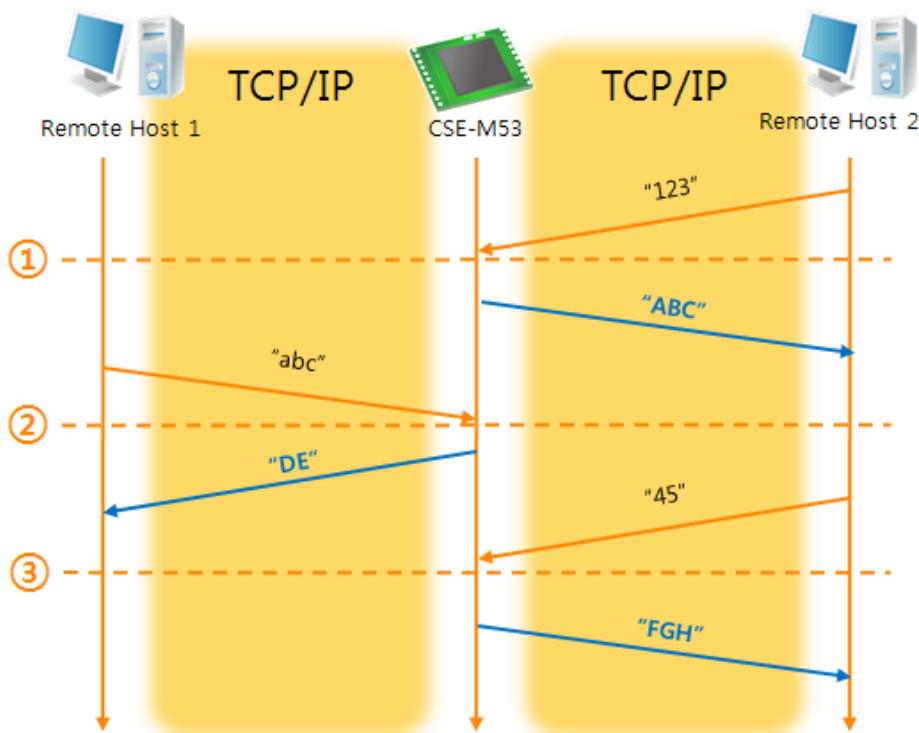 TCP/IP
TCP/IP
Remote Host 1
CSE-M53
Remote Host 2
"123"
①
"ABC"
"abc"
②
"DE"
"45"
③
"FGH"